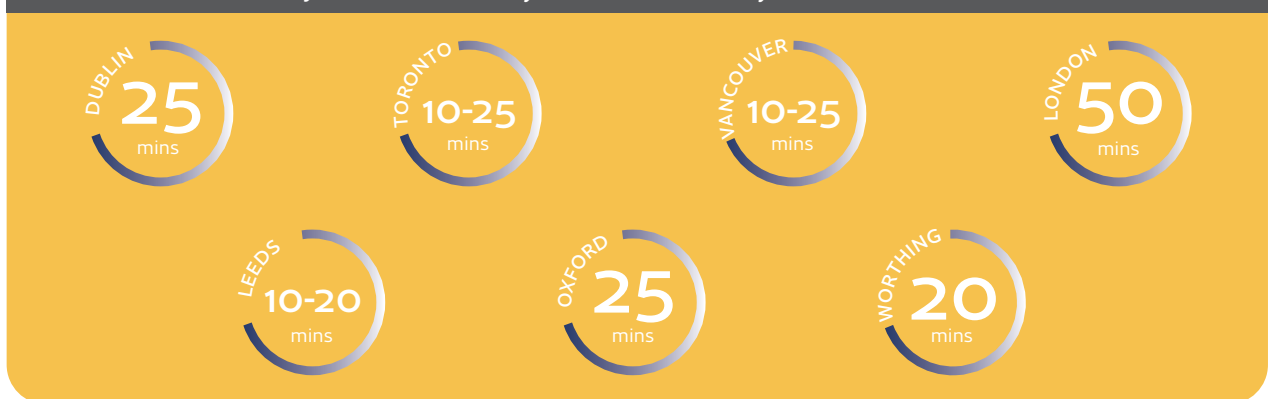 DUBLIN
25
mins
TORONTO
10-25
mins
VANCOUVER
10-25
mins
LONDON
50
mins
LEEDS
10-20
mins
OXFORD
25
mins
WORTHING
20
mins